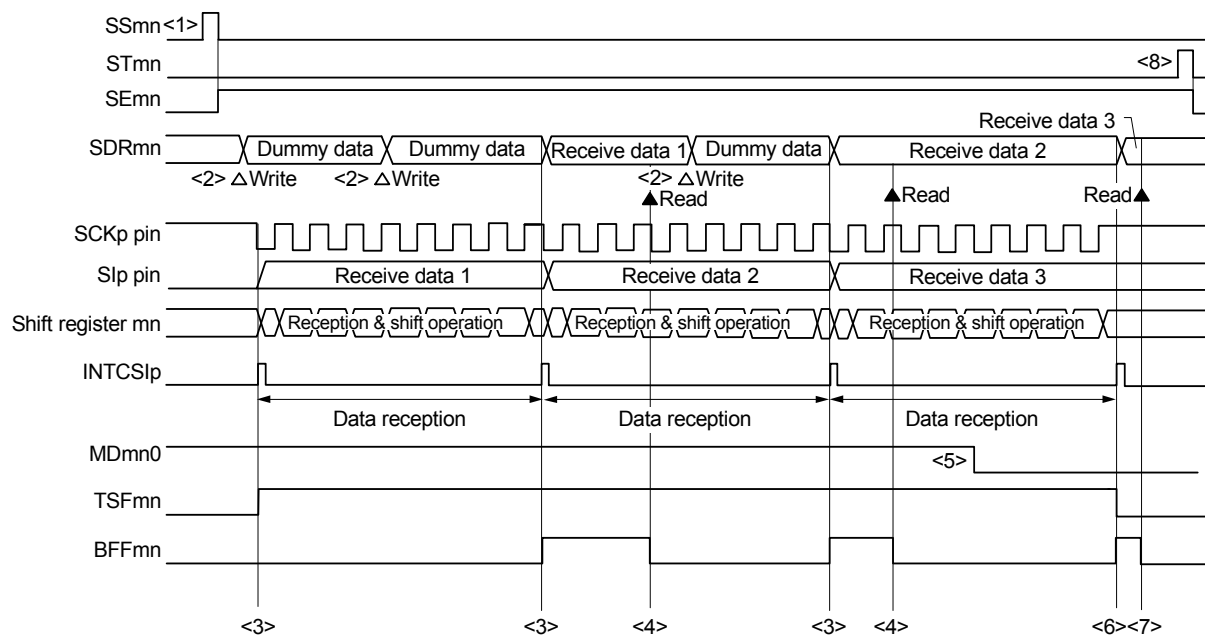 SSmn <1>
STmn <8>
SEmn
Receive data 3
SDRmn Dummy data Dummy data Receive data 1 Dummy data Receive data 2
<2> △Write <2> △Write <2> △Write
▲Read ▲Read Read▲
SCKp pin
SIp pin Receive data 1 Receive data 2 Receive data 3
Shift register mn Reception & shift operation Reception & shift operation Reception & shift operation
INTCSIp
Data reception Data reception Data reception
MDmn0 <5>
TSFmn
BFFmn
<3> <3> <4> <3> <4> <6> <7>